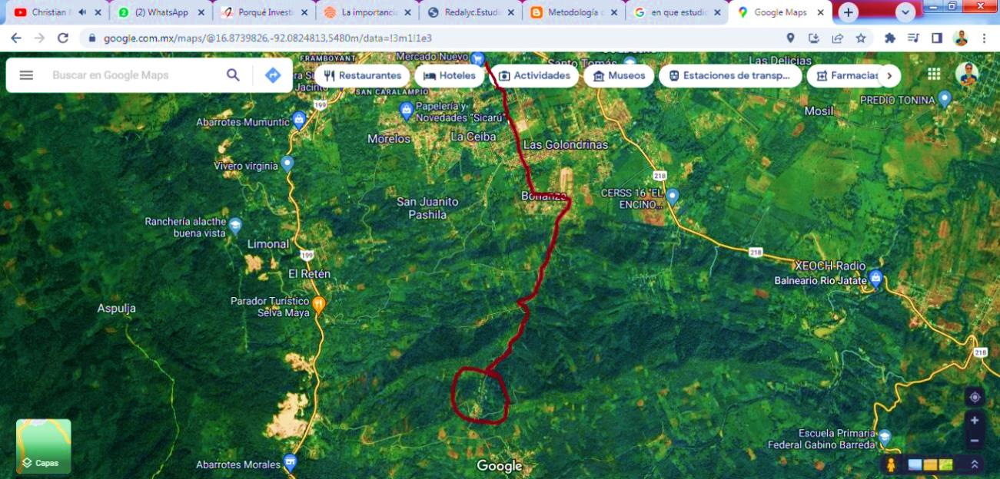 Christian
(2) WhatsApp
Porqué Invest
La importanci
Redalyc.Estudi
Metodología
en que estudi
Google Maps
google.com.mx/maps/@16.8739826,-92.0824813,5480m/data=!3m1!1e3
FRAMBOYANT
Mercado Nuevo
Santo Tomás
Las Delicias
Buscar en Google Maps
Restaurantes
Hoteles
Actividades
Museos
Estaciones de transp...
Farmacias
Jacinto
SAN CARALAMPIO
199
PREDIO TONINA
Abarrotes Mumuntic
Papelería y
Novedades "Sicarú"
Mosil
Morelos
La Ceiba
Las Golondrinas
Vivero virginia
218
Bonanza
CERSS 16 "EL
ENCINO...
San Juanito
Pashila
Ranchería alacthe
buena vista
Limonal
199
218
El Retén
XEOCH Radio
Balneario Rio Jatate
Parador Turístico
Selva Maya
Aspulja
218
Escuela Primaria
Federal Gabino Barreda
Capas
Abarrotes Morales
Google